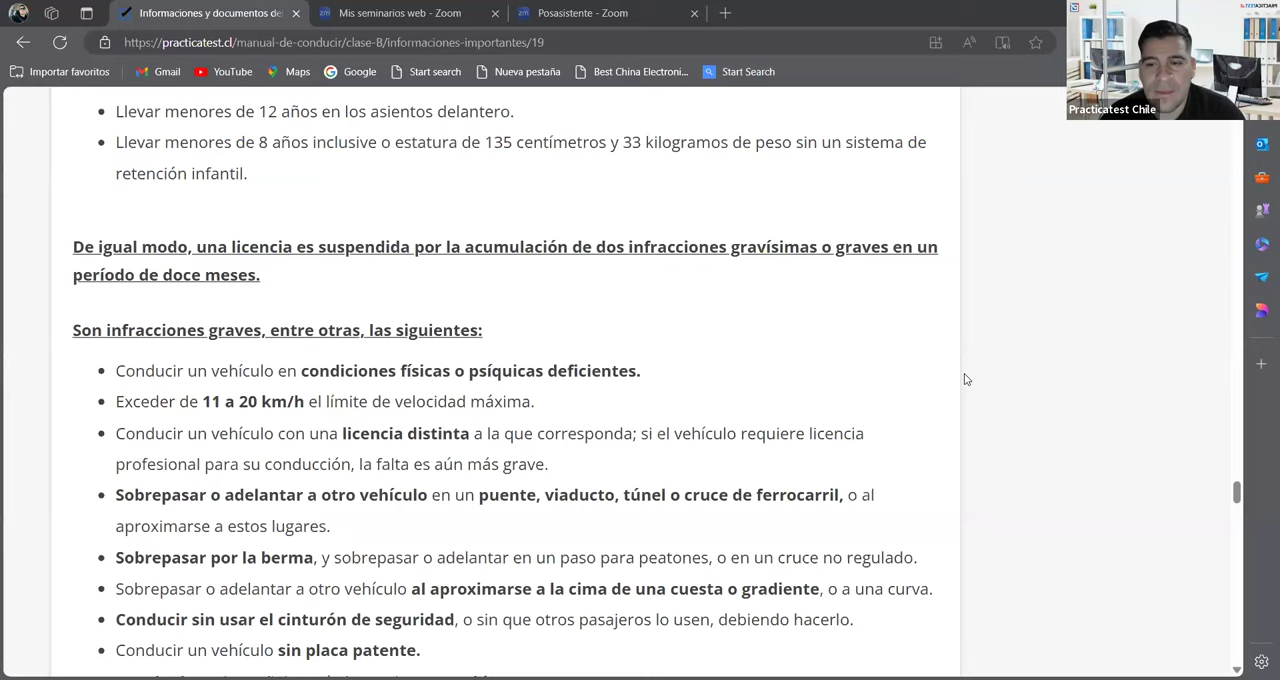 Informaciones y documentos de
Mis seminarios web - Zoom
Posasistente - Zoom
https://practicatest.cl/manual-de-conducir/clase-B/informaciones-importantes/19
Importar favoritos
Gmail
YouTube
Maps
Google
Start search
Nueva pestaña
Best China Electroni...
Start Search
Practicatest Chile
• Llevar menores de 12 años en los asientos delantero.
• Llevar menores de 8 años inclusive o estatura de 135 centímetros y 33 kilogramos de peso sin un sistema de
retención infantil.
De igual modo, una licencia es suspendida por la acumulación de dos infracciones gravísimas o graves en un
período de doce meses.
Son infracciones graves, entre otras, las siguientes:
• Conducir un vehículo en condiciones físicas o psíquicas deficientes.
• Exceder de 11 a 20 km/h el límite de velocidad máxima.
• Conducir un vehículo con una licencia distinta a la que corresponda; si el vehículo requiere licencia
profesional para su conducción, la falta es aún más grave.
• Sobrepasar o adelantar a otro vehículo en un puente, viaducto, túnel o cruce de ferrocarril, o al
aproximarse a estos lugares.
• Sobrepasar por la berma, y sobrepasar o adelantar en un paso para peatones, o en un cruce no regulado.
• Sobrepasar o adelantar a otro vehículo al aproximarse a la cima de una cuesta o gradiente, o a una curva.
• Conducir sin usar el cinturón de seguridad, o sin que otros pasajeros lo usen, debiendo hacerlo.
• Conducir un vehículo sin placa patente.